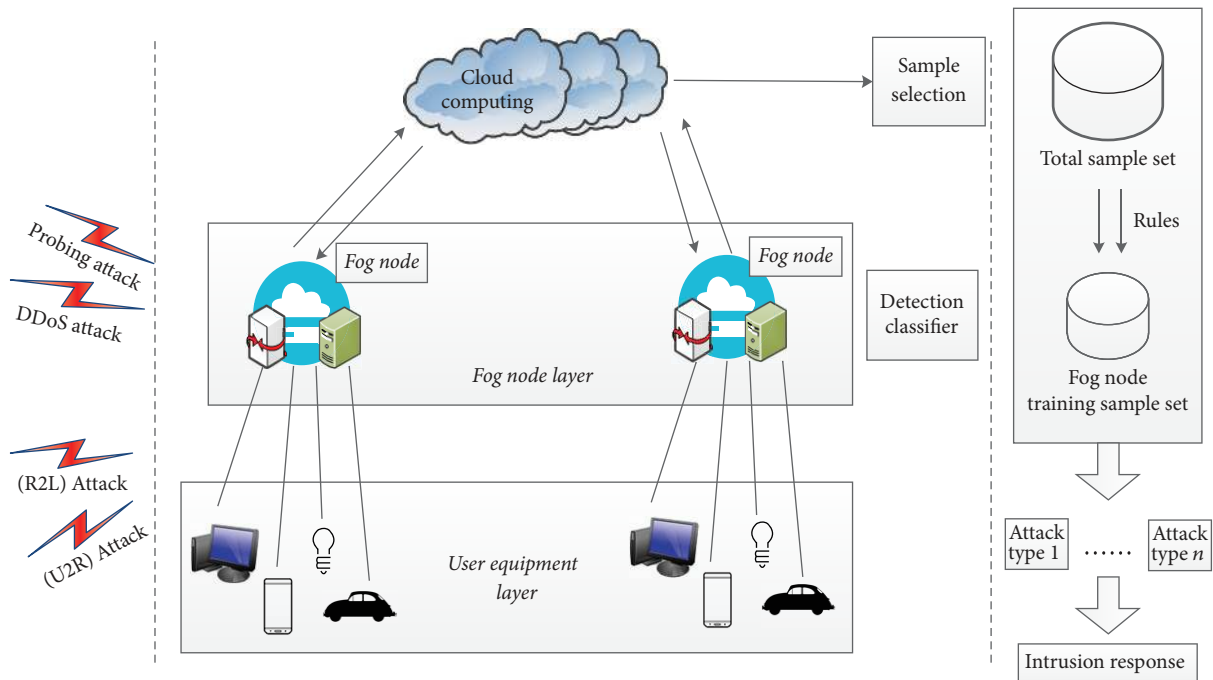 Probing attack
DDoS attack
(R2L) Attack
(U2R) Attack
Cloud
computing
Sample
selection
Fog node
Fog node
Fog node layer
Detection
classifier
User equipment
layer
Total sample set
Rules
Fog node
training sample set
Attack
type 1
......
Attack
type n
Intrusion response